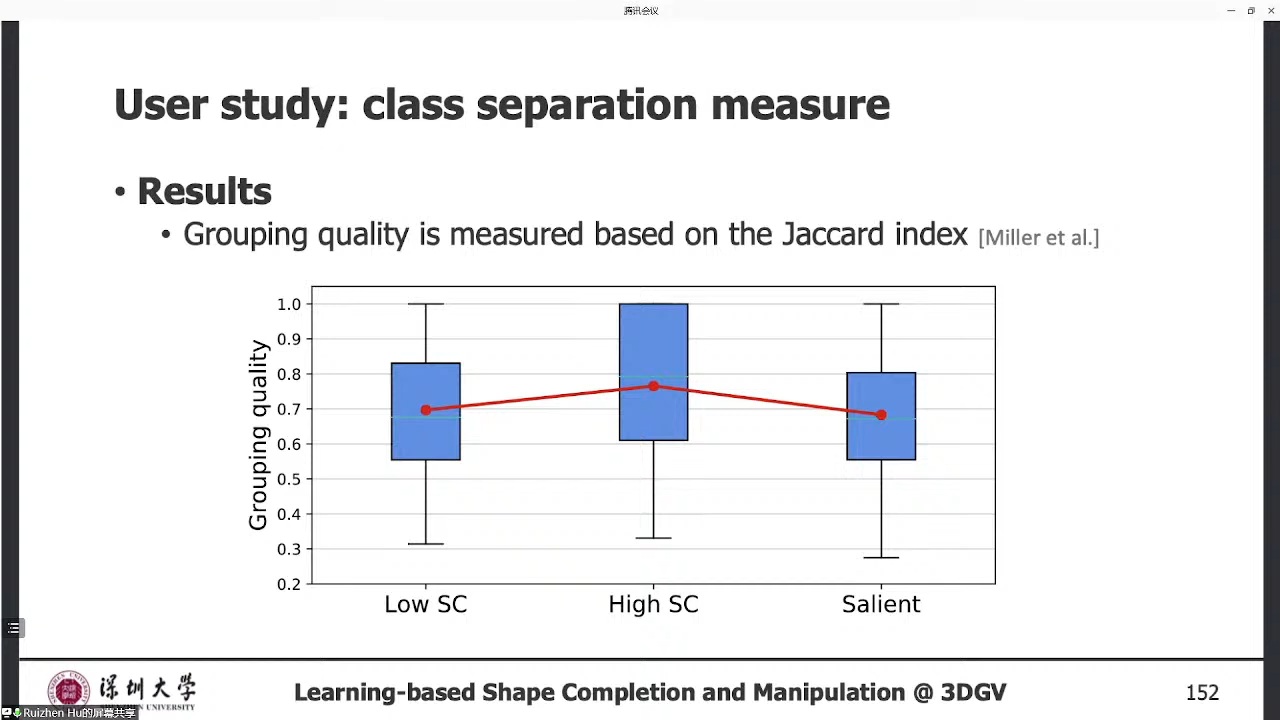 腾讯会议
User study: class separation measure
• Results
• Grouping quality is measured based on the Jaccard index [Miller et al.]
Grouping quality
1.0
0.9
0.8
0.7
0.6
0.5
0.4
0.3
0.2
Low SC High SC Salient
深圳大学
UNIVERSITY
Learning-based Shape Completion and Manipulation @ 3DGV
152
Ruizhen Hu的屏幕共享